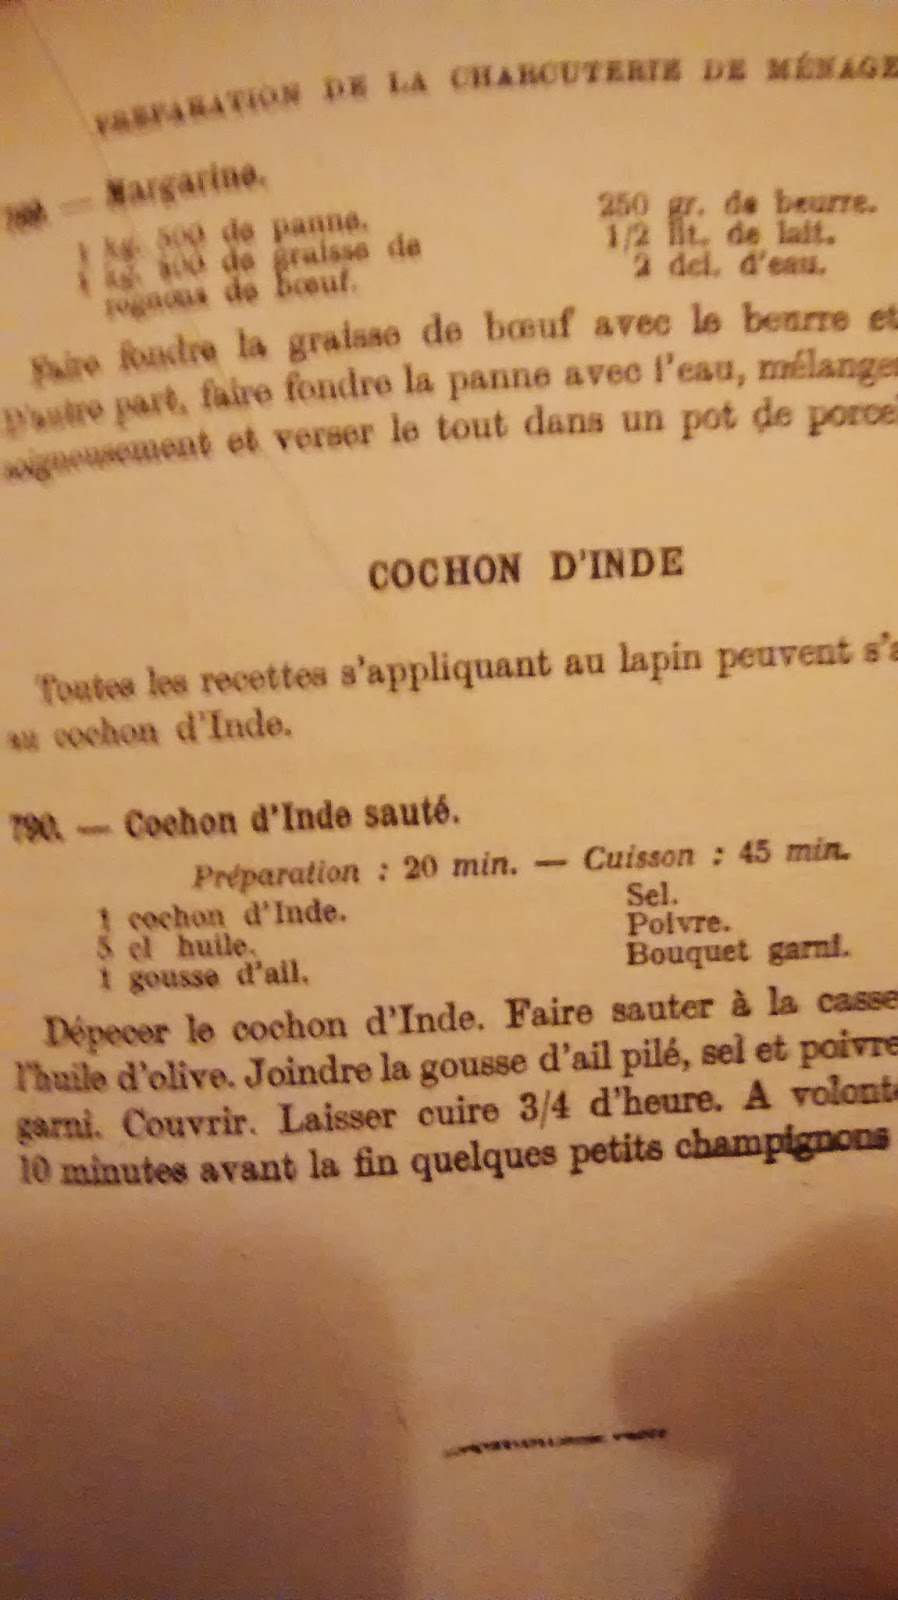 PRÉPARATION DE LA CHARCUTERIE DE MÉNAGE
— Margarine.
1 kg. 500 de panne.
1 kg. 500 de graisse de
rognons de bœuf.
250 gr. de beurre.
1/2 lit. de lait.
2 dcl. d'eau.
Faire fondre la graisse de bœuf avec le beurre et
D'autre part, faire fondre la panne avec l'eau, mélanger
soigneusement et verser le tout dans un pot de porcel
COCHON D'INDE
Toutes les recettes s'appliquant au lapin peuvent s'a
au cochon d'Inde.
790. — Cochon d'Inde sauté.
Préparation : 20 min. — Cuisson : 45 min.
1 cochon d'Inde.
5 cl huile.
1 gousse d'ail.
Sel.
Poivre.
Bouquet garni.
Dépecer le cochon d'Inde. Faire sauter à la casse
l'huile d'olive. Joindre la gousse d'ail pilé, sel et poivre
garni. Couvrir. Laisser cuire 3/4 d'heure. A volonté
10 minutes avant la fin quelques petits champignons